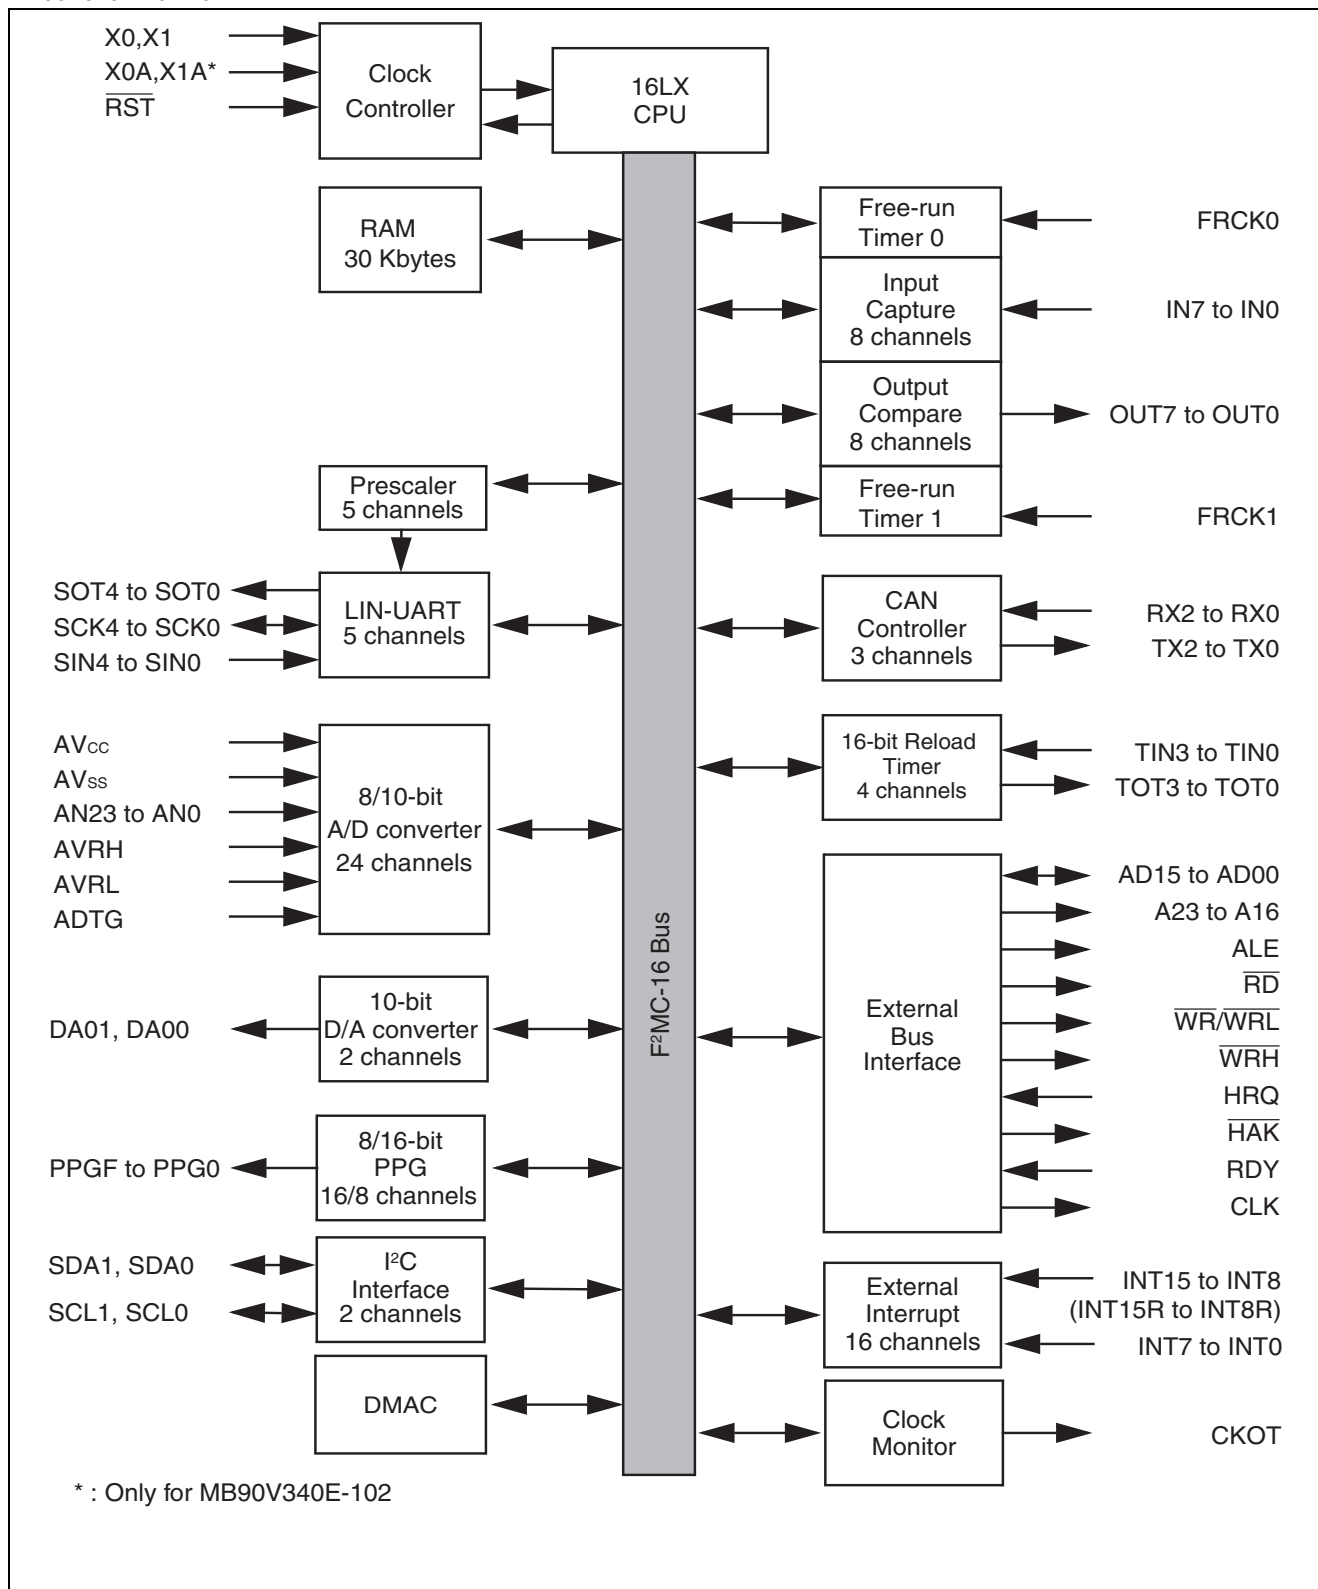 X0,X1
X0A,X1A*
RST
Clock
Controller
16LX
CPU
RAM
30 Kbytes
Free-run
Timer 0
FRCK0
Input
Capture
8 channels
IN7 to IN0
Output
Compare
8 channels
OUT7 to OUT0
Free-run
Timer 1
FRCK1
Prescaler
5 channels
SOT4 to SOT0
SCK4 to SCK0
SIN4 to SIN0
LIN-UART
5 channels
CAN
Controller
3 channels
RX2 to RX0
TX2 to TX0
AVCC
AVSS
AN23 to AN0
AVRH
AVRL
ADTG
8/10-bit
A/D converter
24 channels
16-bit Reload
Timer
4 channels
TIN3 to TIN0
TOT3 to TOT0
F²MC-16 Bus
External
Bus
Interface
AD15 to AD00
A23 to A16
ALE
RD
WR/WRL
WRH
HRQ
HAK
RDY
CLK
DA01, DA00
10-bit
D/A converter
2 channels
PPGF to PPG0
8/16-bit
PPG
16/8 channels
SDA1, SDA0
SCL1, SCL0
I²C
Interface
2 channels
External
Interrupt
16 channels
INT15 to INT8
(INT15R to INT8R)
INT7 to INT0
DMAC
Clock
Monitor
CKOT
* : Only for MB90V340E-102